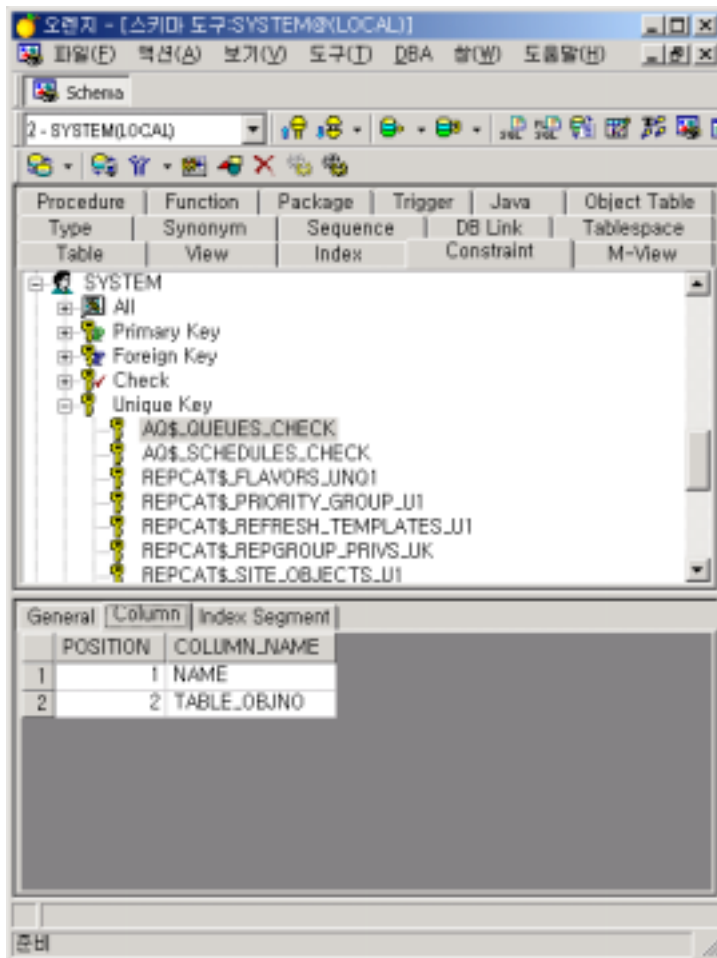 오렌지 - [스키마 도구:SYSTEM@(LOCAL)]
파일(F) 액션(A) 보기(V) 도구(T) DBA 창(W) 도움말(H)
Schema
2 - SYSTEM(LOCAL)
Procedure Function Package Trigger Java Object Table
Type Synonym Sequence DB Link Tablespace
Table View Index Constraint M-View
SYSTEM
All
Primary Key
Foreign Key
Check
Unique Key
AQ$_QUEUES_CHECK
AQ$_SCHEDULES_CHECK
REPCAT$_FLAVORS_UNQ1
REPCAT$_PRIORITY_GROUP_U1
REPCAT$_REFRESH_TEMPLATES_U1
REPCAT$_REPGROUP_PRIVS_UK
REPCAT$_SITE_OBJECTS_U1
General Column Index Segment
POSITION COLUMN_NAME
1 1 NAME
2 2 TABLE_OBJNO
준비